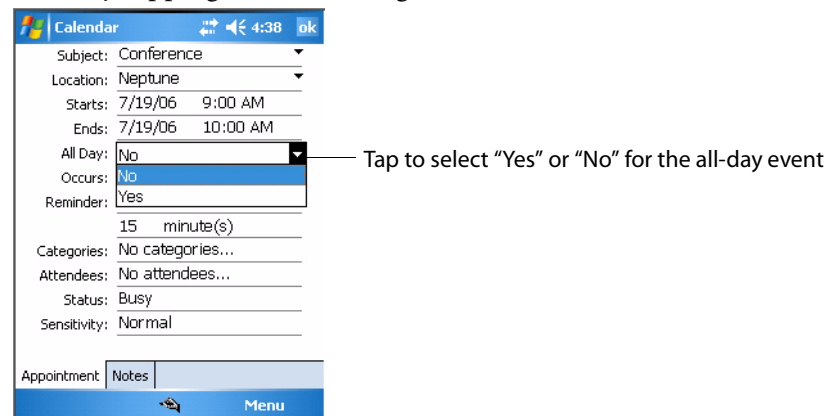 Calendar 4:38 ok
Subject: Conference
Location: Neptune
Starts: 7/19/06 9:00 AM
Ends: 7/19/06 10:00 AM
All Day: No
Tap to select “Yes” or “No” for the all-day event
Occurs: No
Reminder: Yes
15 minute(s)
Categories: No categories...
Attendees: No attendees...
Status: Busy
Sensitivity: Normal
Appointment Notes
Menu